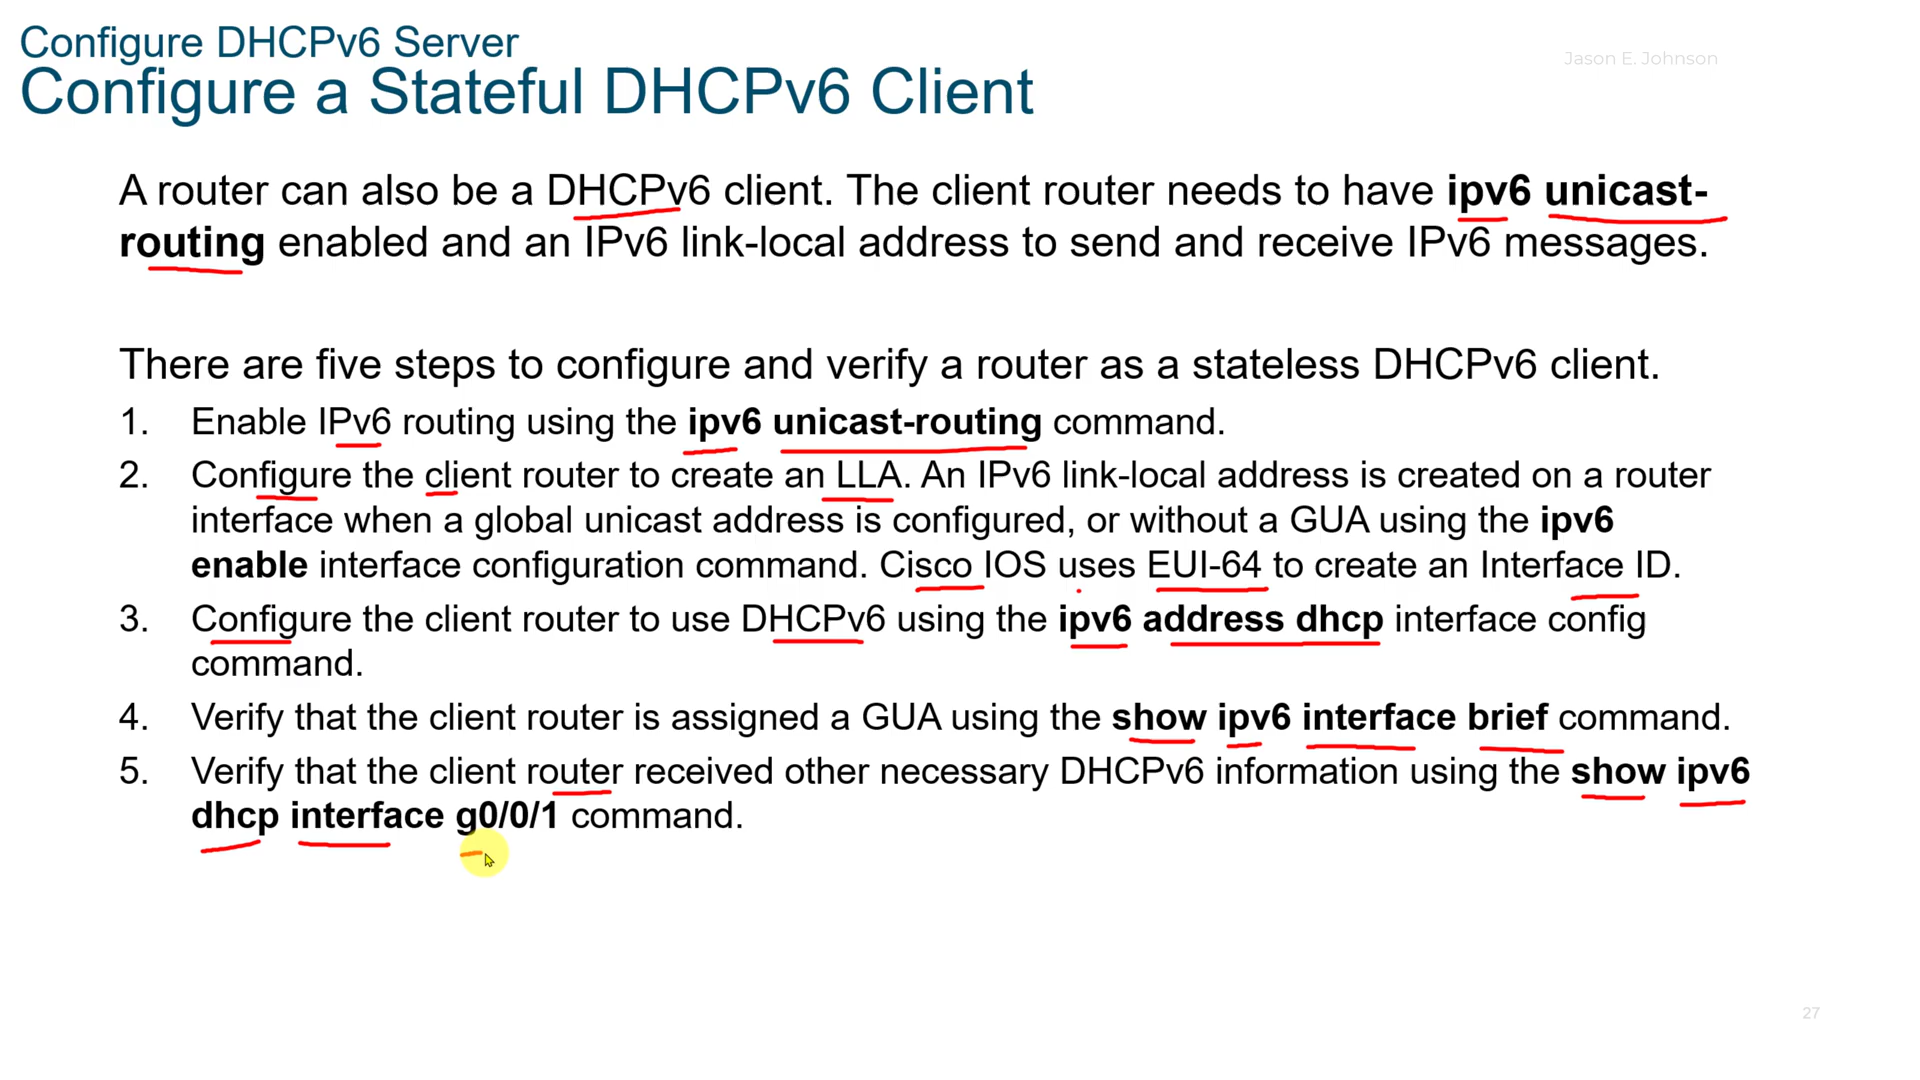 Configure DHCPv6 Server
Jason E. Johnson
Configure a Stateful DHCPv6 Client
A router can also be a DHCPv6 client. The client router needs to have ipv6 unicast-
routing enabled and an IPv6 link-local address to send and receive IPv6 messages.
There are five steps to configure and verify a router as a stateless DHCPv6 client.
1. Enable IPv6 routing using the ipv6 unicast-routing command.
2. Configure the client router to create an LLA. An IPv6 link-local address is created on a router
interface when a global unicast address is configured, or without a GUA using the ipv6
enable interface configuration command. Cisco IOS uses EUI-64 to create an Interface ID.
3. Configure the client router to use DHCPv6 using the ipv6 address dhcp interface config
command.
4. Verify that the client router is assigned a GUA using the show ipv6 interface brief command.
5. Verify that the client router received other necessary DHCPv6 information using the show ipv6
dhcp interface g0/0/1 command.
27